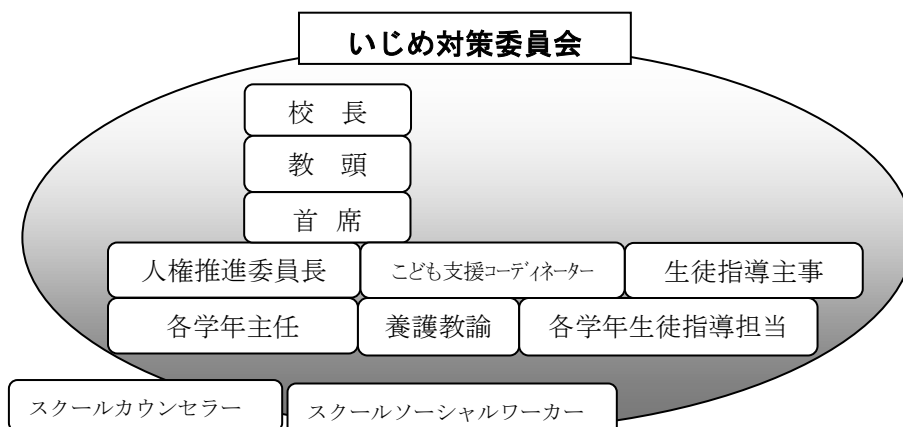 いじめ対策委員会
校　長
教　頭
首　席
人権推進委員長　こども支援コーディネーター　生徒指導主事
各学年主任　養護教諭　各学年生徒指導担当
スクールカウンセラー　スクールソーシャルワーカー